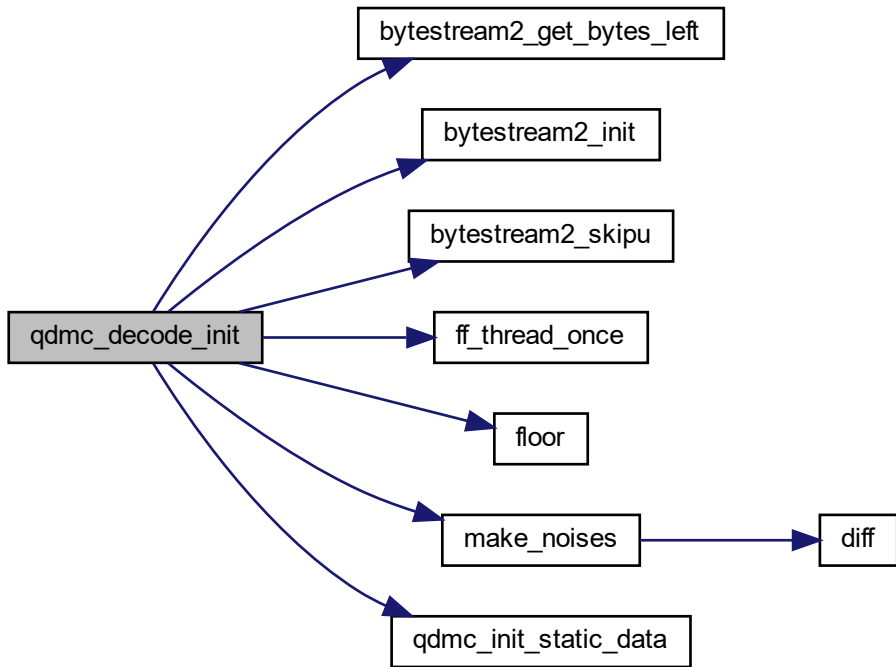 bytestream2_get_bytes_left
bytestream2_init
bytestream2_skipu
qdmc_decode_init
ff_thread_once
floor
make_noises
diff
qdmc_init_static_data